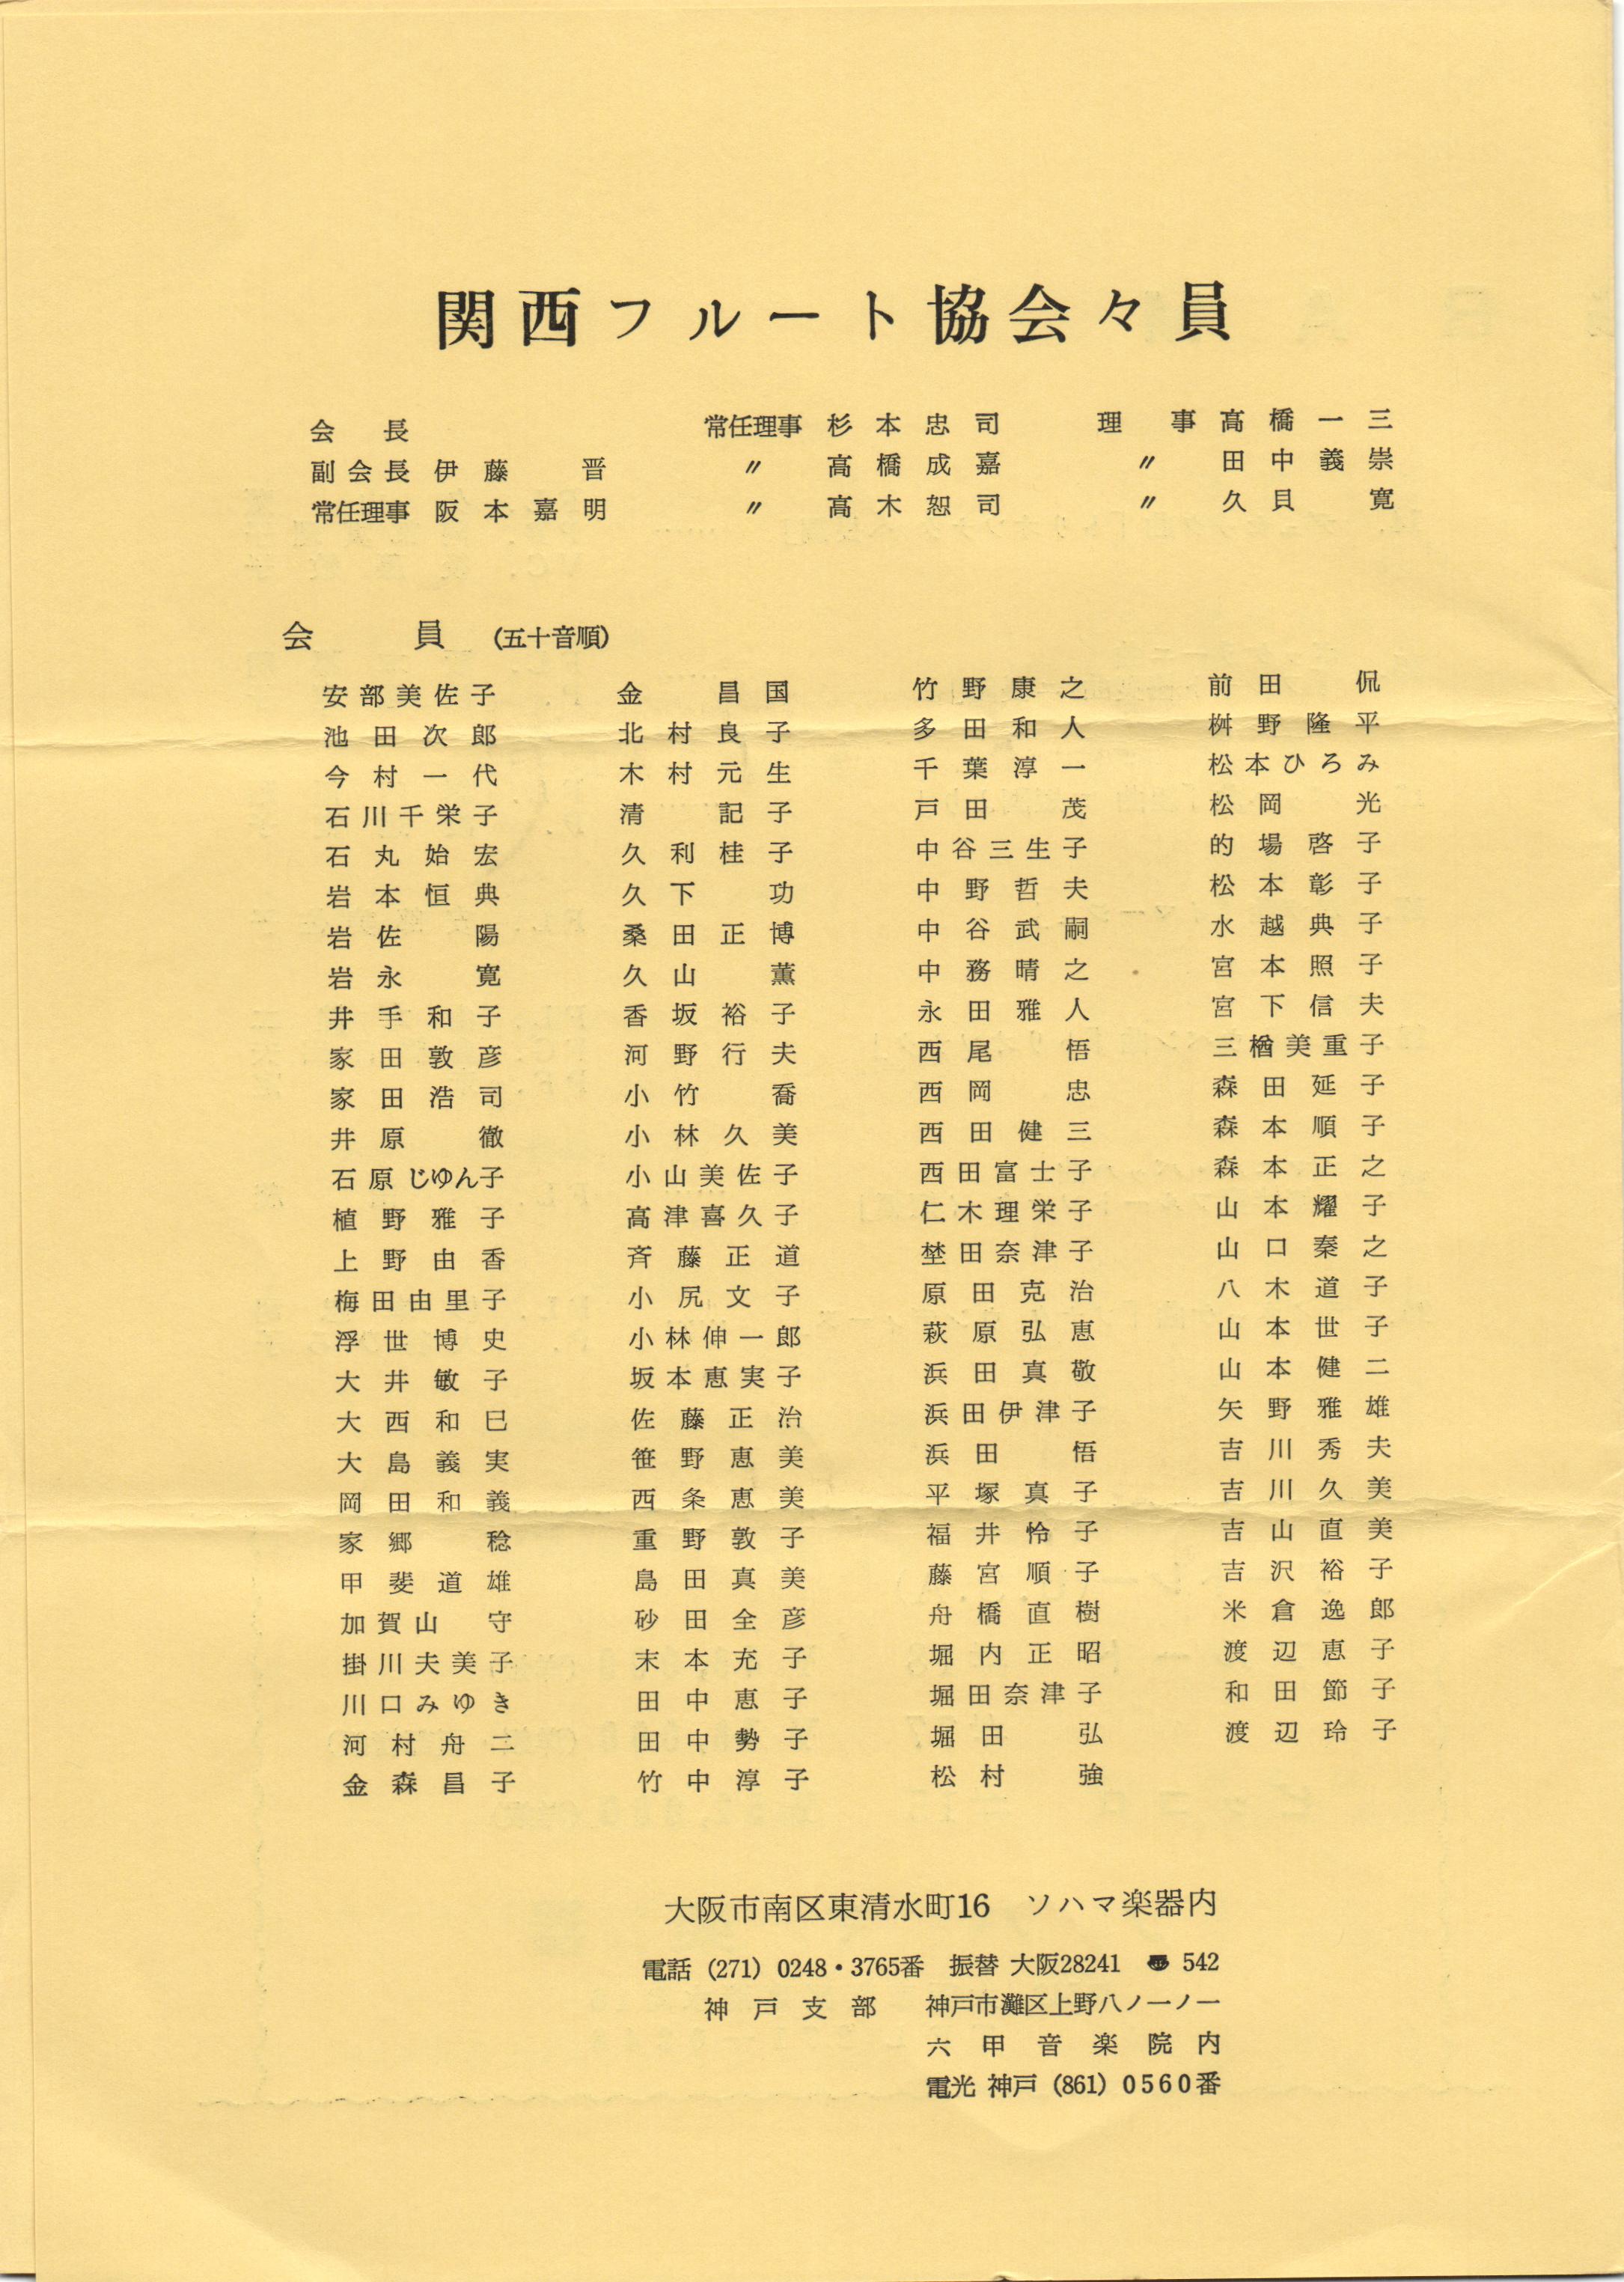 関西フルート協会々員
会長 常任理事 杉本忠司 理事 高橋一三
副会長 伊藤晋 〃 高橋成嘉 〃 田中義崇
常任理事 阪本嘉明 〃 高木恕司 〃 久貝寛
会員 (五十音順)
安部美佐子
池田次郎
今村一代
石川千栄子
石丸始宏
岩本恒典
岩佐陽
岩永寛
井手和子
家田敦彦
家田浩司
井原徹
石原じゆん子
植野雅子
上野由香
梅田由里子
浮世博史
大井敏子
大西和巳
大島義実
岡田和義
家郷稔
甲斐道雄
加賀山守
掛川夫美子
川口みゆき
河村舟二
金森昌子
金昌国
北村良子
木村元生
清記子
久利桂子
久下功
桑田正博
久山薫
香坂裕子
河野行夫
小竹喬
小林久美
小山美佐子
高津喜久子
斉藤正道
小尻文子
小林伸一郎
坂本恵実子
佐藤正治
笹野恵美
西条恵美
重野敦子
島田真美
砂田全彦
末本充子
田中恵子
田中勢子
竹中淳子
竹野康之
多田和人
千葉淳一
戸田茂
中谷三生子
中野哲夫
中谷武嗣
中務晴之
永田雅人
西尾悟
西岡忠
西田健三
西田富士子
仁木理栄子
埜田奈津子
原田克治
萩原弘恵
浜田真敬
浜田伊津子
浜田悟
平塚真子
福井怜子
藤宮順子
舟橋直樹
堀内正昭
堀田奈津子
堀田弘
松村強
前田侃
桝野隆平
松本ひろみ
松岡光
的場啓子
松本彰子
水越典子
宮本照子
宮下信夫
三楢美重子
森田延子
森本順子
森本正之
山本耀子
山口秦之
八木道子
山本世子
山本健二
矢野雅雄
吉川秀夫
吉川久美
吉山直美
吉沢裕子
米倉逸郎
渡辺恵子
和田節子
渡辺玲子
大阪市南区東清水町16 ソハマ楽器内
電話 (271) 0248・3765番 振替 大阪28241 542
神戸支部 神戸市灘区上野八ノ一ノ一
六甲音楽院内
電光 神戸 (861) 0560番